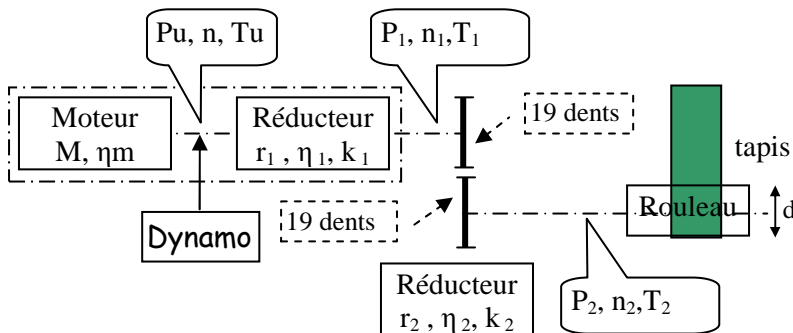 Pu, n, Tu
P₁, n₁,T₁
Moteur
M, ηm
Réducteur
r₁ , η₁, k₁
19 dents
tapis
19 dents
Rouleau
d
Dynamo
Réducteur
r₂ , η₂, k₂
P₂, n₂,T₂